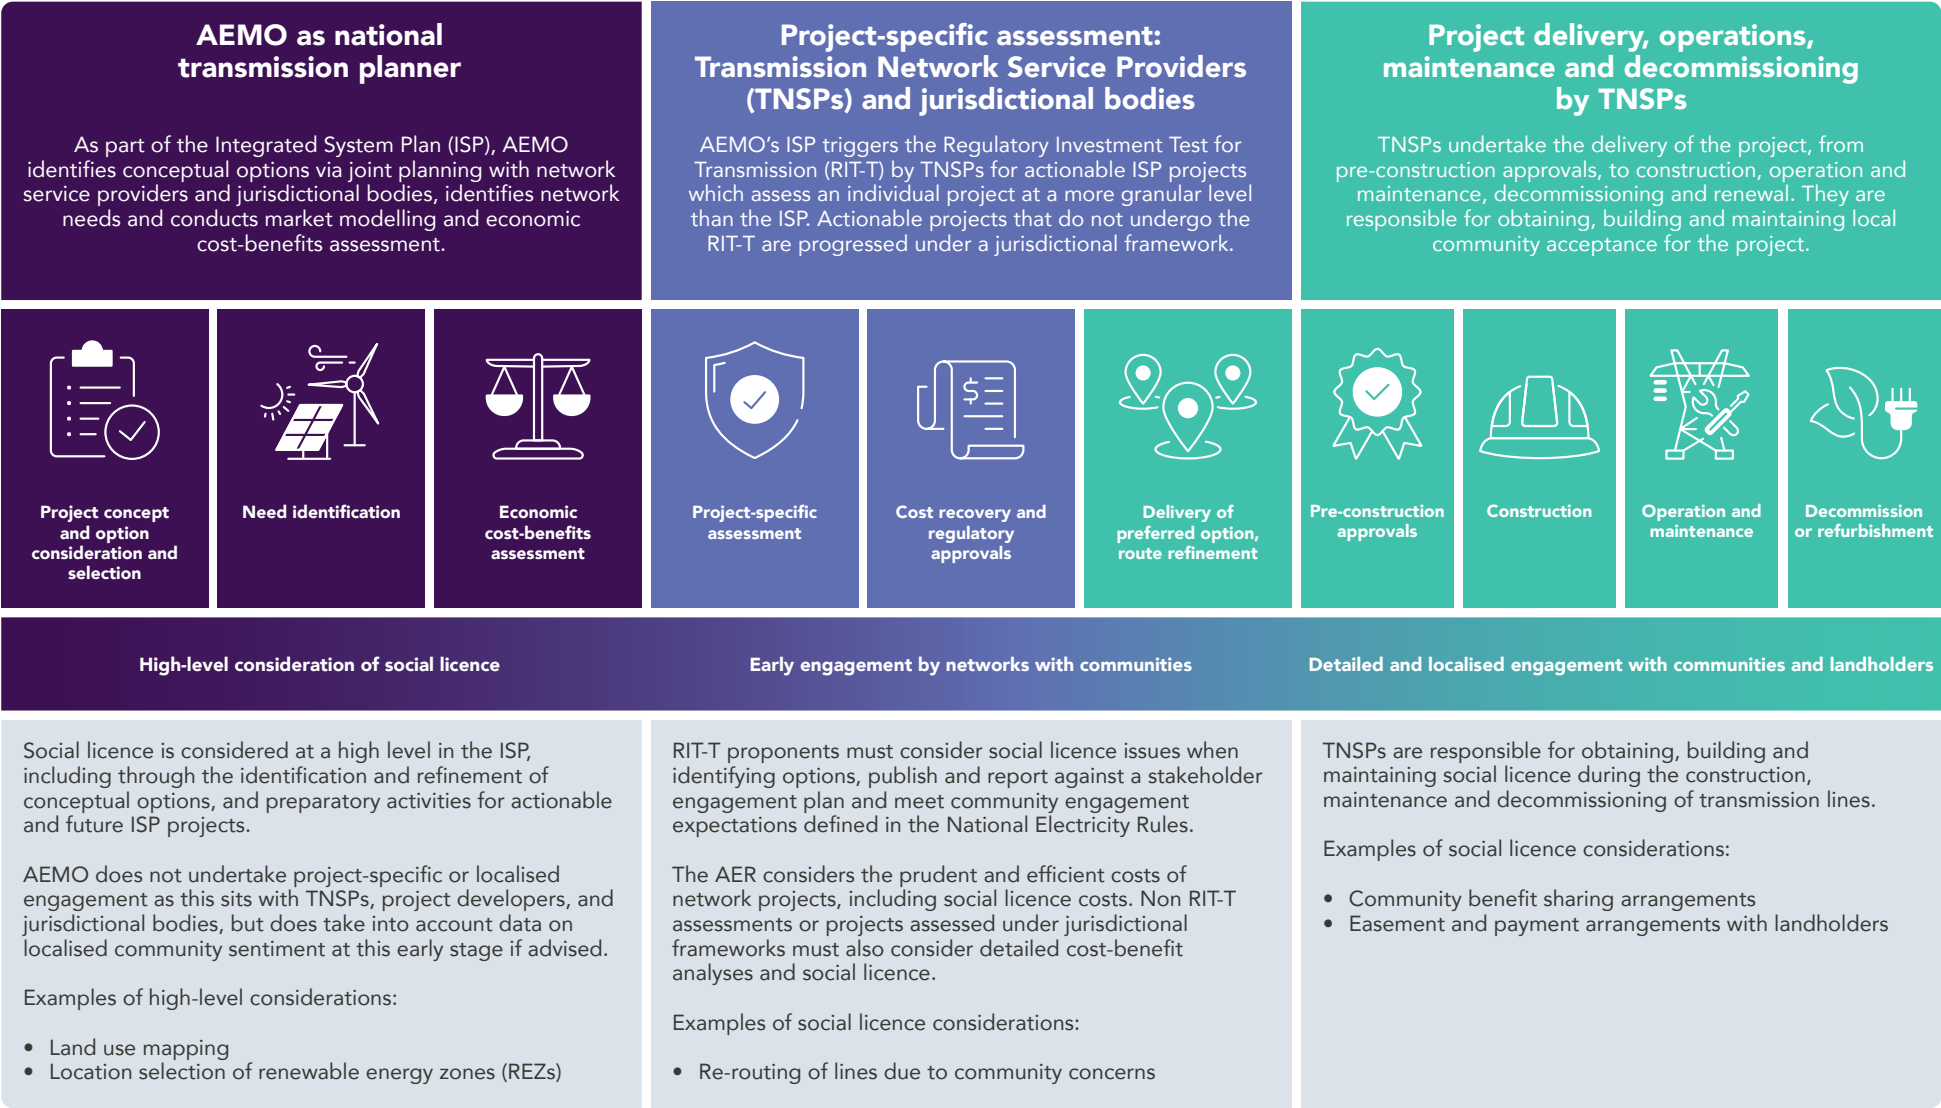 AEMO as national
transmission planner
As part of the Integrated System Plan (ISP), AEMO
identifies conceptual options via joint planning with network
service providers and jurisdictional bodies, identifies network
needs and conducts market modelling and economic
cost-benefits assessment.
Project-specific assessment:
Transmission Network Service Providers
(TNSPs) and jurisdictional bodies
AEMO's ISP triggers the Regulatory Investment Test for
Transmission (RIT-T) by TNSPs for actionable ISP projects
which assess an individual project at a more granular level
than the ISP. Actionable projects that do not undergo the
RIT-T are progressed under a jurisdictional framework.
Project delivery, operations,
maintenance and decommissioning
by TNSPs
TNSPs undertake the delivery of the project, from
pre-construction approvals, to construction, operation and
maintenance, decommissioning and renewal. They are
responsible for obtaining, building and maintaining local
community acceptance for the project.
Project concept
and option
consideration and
selection
Need identification
Economic
cost-benefits
assessment
Project-specific
assessment
$
Cost recovery and
regulatory
approvals
Delivery of
preferred option,
route refinement
Pre-construction
approvals
Construction
Operation and
maintenance
Decommission
or refurbishment
High-level consideration of social licence
Early engagement by networks with communities
Detailed and localised engagement with communities and landholders
Social licence is considered at a high level in the ISP,
including through the identification and refinement of
conceptual options, and preparatory activities for actionable
and future ISP projects.
AEMO does not undertake project-specific or localised
engagement as this sits with TNSPs, project developers, and
jurisdictional bodies, but does take into account data on
localised community sentiment at this early stage if advised.
Examples of high-level considerations:
• Land use mapping
• Location selection of renewable energy zones (REZs)
RIT-T proponents must consider social licence issues when
identifying options, publish and report against a stakeholder
engagement plan and meet community engagement
expectations defined in the National Electricity Rules.
The AER considers the prudent and efficient costs of
network projects, including social licence costs. Non RIT-T
assessments or projects assessed under jurisdictional
frameworks must also consider detailed cost-benefit
analyses and social licence.
Examples of social licence considerations:
• Re-routing of lines due to community concerns
TNSPs are responsible for obtaining, building and
maintaining social licence during the construction,
maintenance and decommissioning of transmission lines.
Examples of social licence considerations:
• Community benefit sharing arrangements
• Easement and payment arrangements with landholders